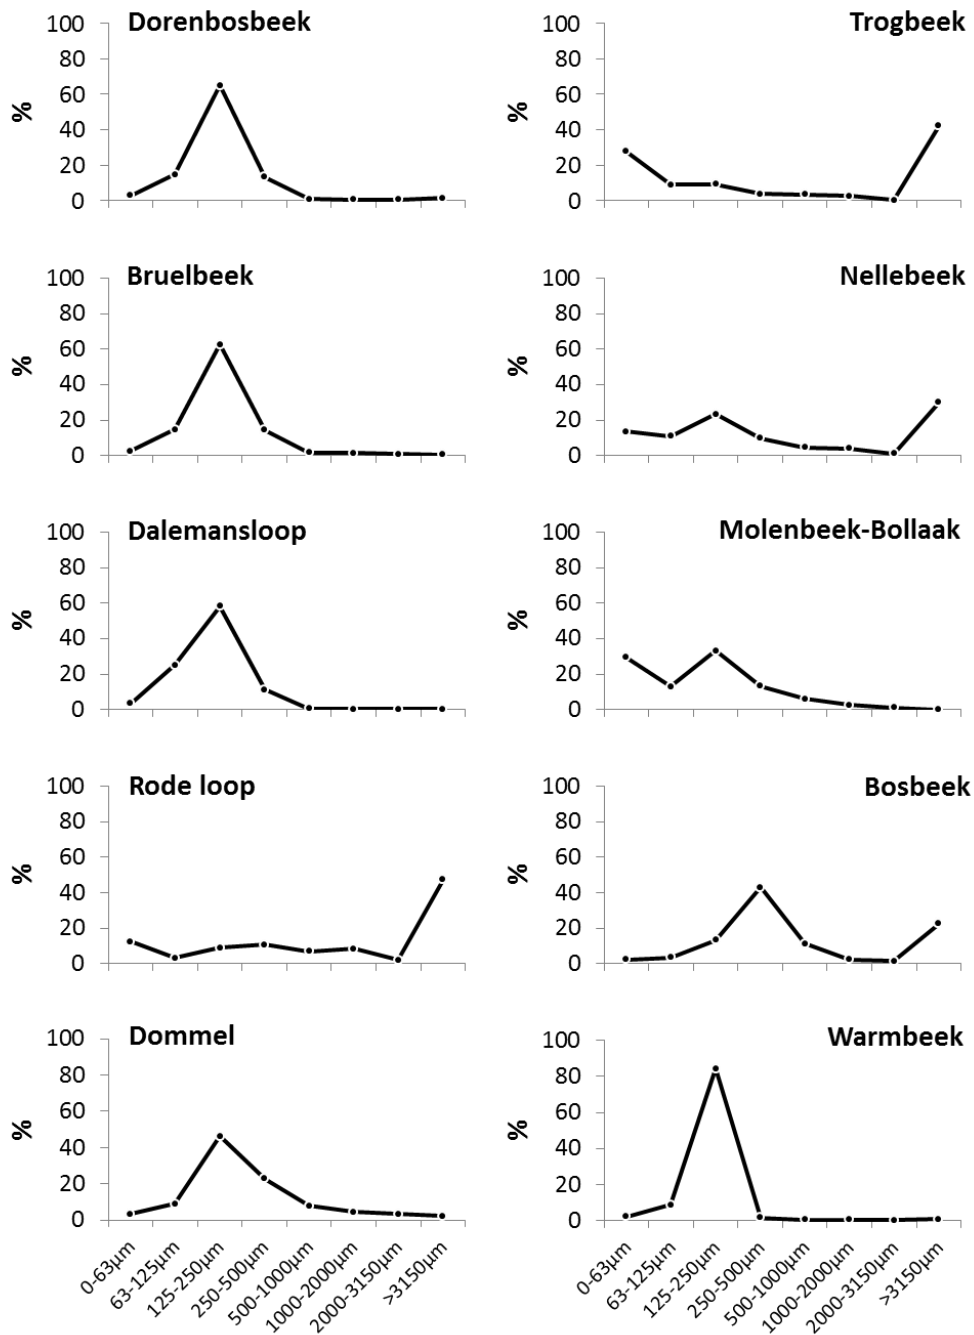 Dorenbosbeek
100
80
60
40
20
0
%
Trogbeek
100
80
60
40
20
0
%
Bruelbeek
100
80
60
40
20
0
%
Nellebeek
100
80
60
40
20
0
%
Dalemansloop
100
80
60
40
20
0
%
Molenbeek-Bollaak
100
80
60
40
20
0
%
Rode loop
100
80
60
40
20
0
%
Bosbeek
100
80
60
40
20
0
%
Dommel
100
80
60
40
20
0
%
0-63µm
63-125µm
125-250µm
250-500µm
500-1000µm
1000-2000µm
2000-3150µm
>3150µm
Warmbeek
100
80
60
40
20
0
%
0-63µm
63-125µm
125-250µm
250-500µm
500-1000µm
1000-2000µm
2000-3150µm
>3150µm